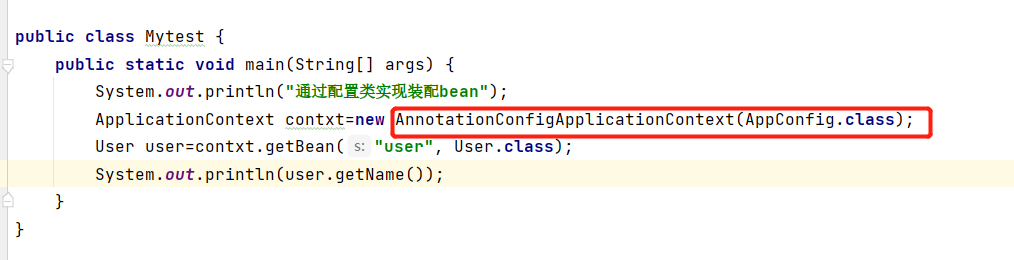 public class Mytest {
public static void main(String[] args) {
System.out.println("通过配置类实现装配bean");
ApplicationContext contxt=new AnnotationConfigApplicationContext(AppConfig.class);
User user=contxt.getBean( s: "user", User.class);
System.out.println(user.getName());
}
}